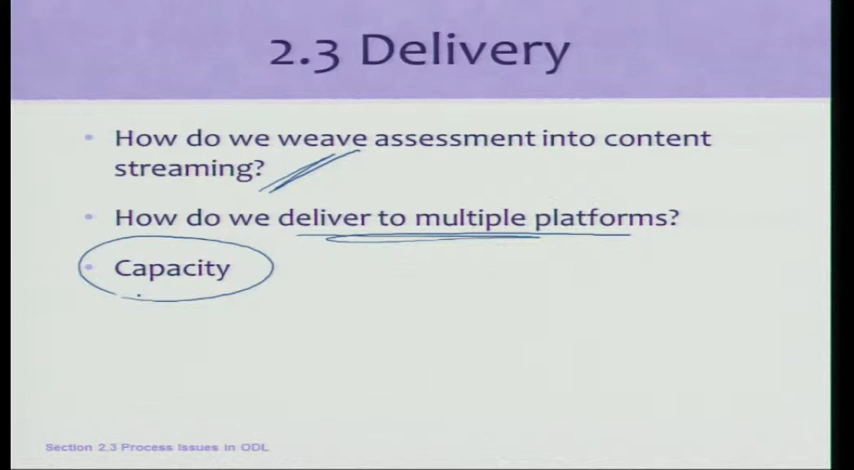 2.3 Delivery
• How do we weave assessment into content
streaming?
• How do we deliver to multiple platforms?
• Capacity
Section 2.3 Process Issues in ODL